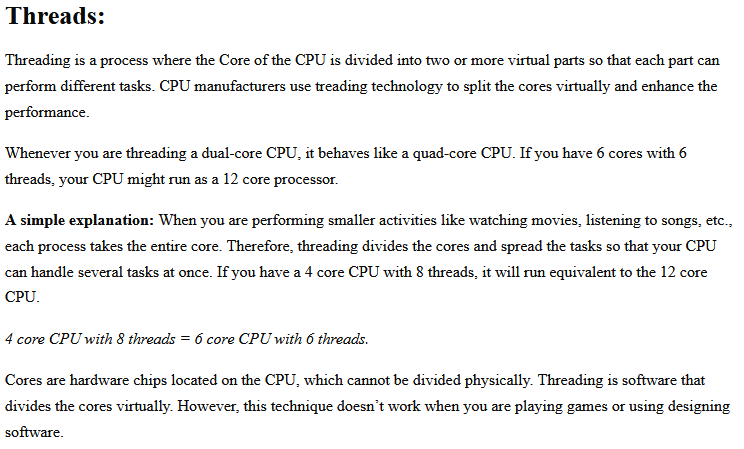 Threads:
Threading is a process where the Core of the CPU is divided into two or more virtual parts so that each part can
perform different tasks. CPU manufacturers use treading technology to split the cores virtually and enhance the
performance.
Whenever you are threading a dual-core CPU, it behaves like a quad-core CPU. If you have 6 cores with 6
threads, your CPU might run as a 12 core processor.
A simple explanation: When you are performing smaller activities like watching movies, listening to songs, etc.,
each process takes the entire core. Therefore, threading divides the cores and spread the tasks so that your CPU
can handle several tasks at once. If you have a 4 core CPU with 8 threads, it will run equivalent to the 12 core
CPU.
4 core CPU with 8 threads = 6 core CPU with 6 threads.
Cores are hardware chips located on the CPU, which cannot be divided physically. Threading is software that
divides the cores virtually. However, this technique doesn’t work when you are playing games or using designing
software.